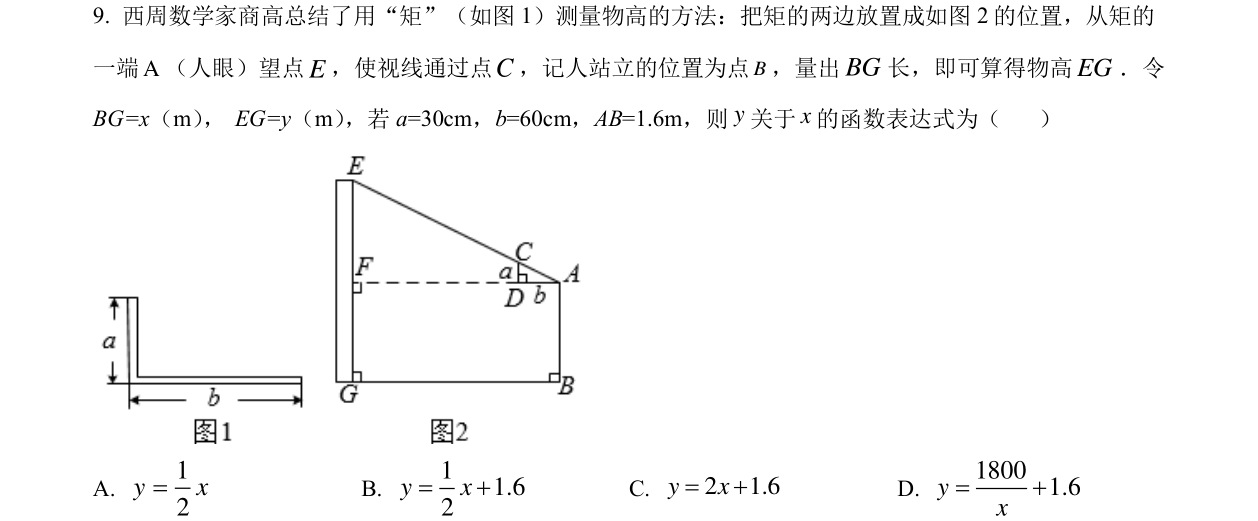 9. 西周数学家商高总结了用“矩”（如图 1）测量物高的方法：把矩的两边放置成如图 2 的位置，从矩的
一端 A （人眼）望点 E，使视线通过点 C，记人站立的位置为点 B，量出 BG 长，即可算得物高 EG．令
BG=x（m）， EG=y（m），若 a=30cm，b=60cm，AB=1.6m，则 y 关于 x 的函数表达式为（　　）
E
C
F a A
D b
a
b G B
图1 图2
A. y = 1/2 x B. y = 1/2 x+1.6 C. y = 2x+1.6 D. y = 1800/x +1.6